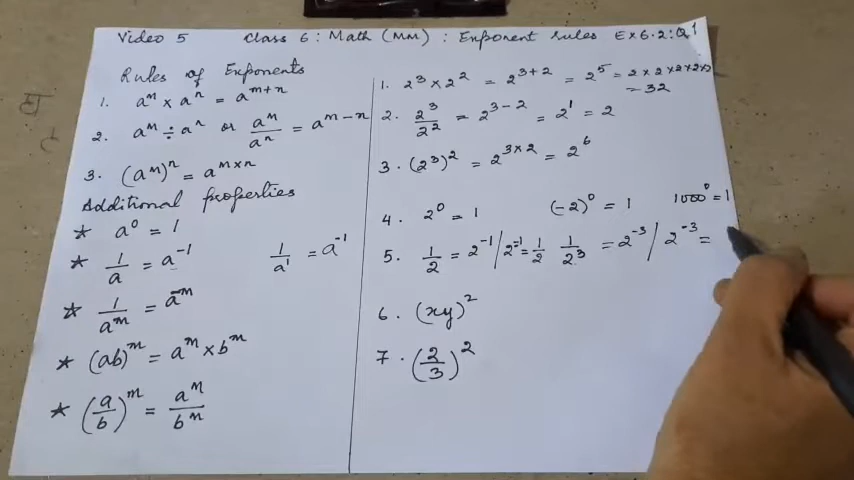 Video 5 Class 6 : Math (MM) : Exponent rules Ex 6.2 : Q1
Rules of Exponents
1. a^m × a^n = a^{m+n}
2. a^m ÷ a^n or a^m/a^n = a^{m-n}
3. (a^m)^n = a^{m×n}
Additional properties
* a^0 = 1
* 1/a = a^{-1} 1/a^1 = a^{-1}
* 1/a^m = a^{-m}
* (ab)^m = a^m × b^m
* (a/b)^m = a^m/b^m
1. 2^3 × 2^2 = 2^{3+2} = 2^5 = 2×2×2×2×2
= 32
2. 2^3/2^2 = 2^{3-2} = 2^1 = 2
3. (2^3)^2 = 2^{3×2} = 2^6
4. 2^0 = 1 (-2)^0 = 1 1000^0 = 1
5. 1/2 = 2^{-1} / 2^{-1} = 1/2 1/2^3 = 2^{-3} / 2^{-3} =
6. (xy)^2
7. (2/3)^2